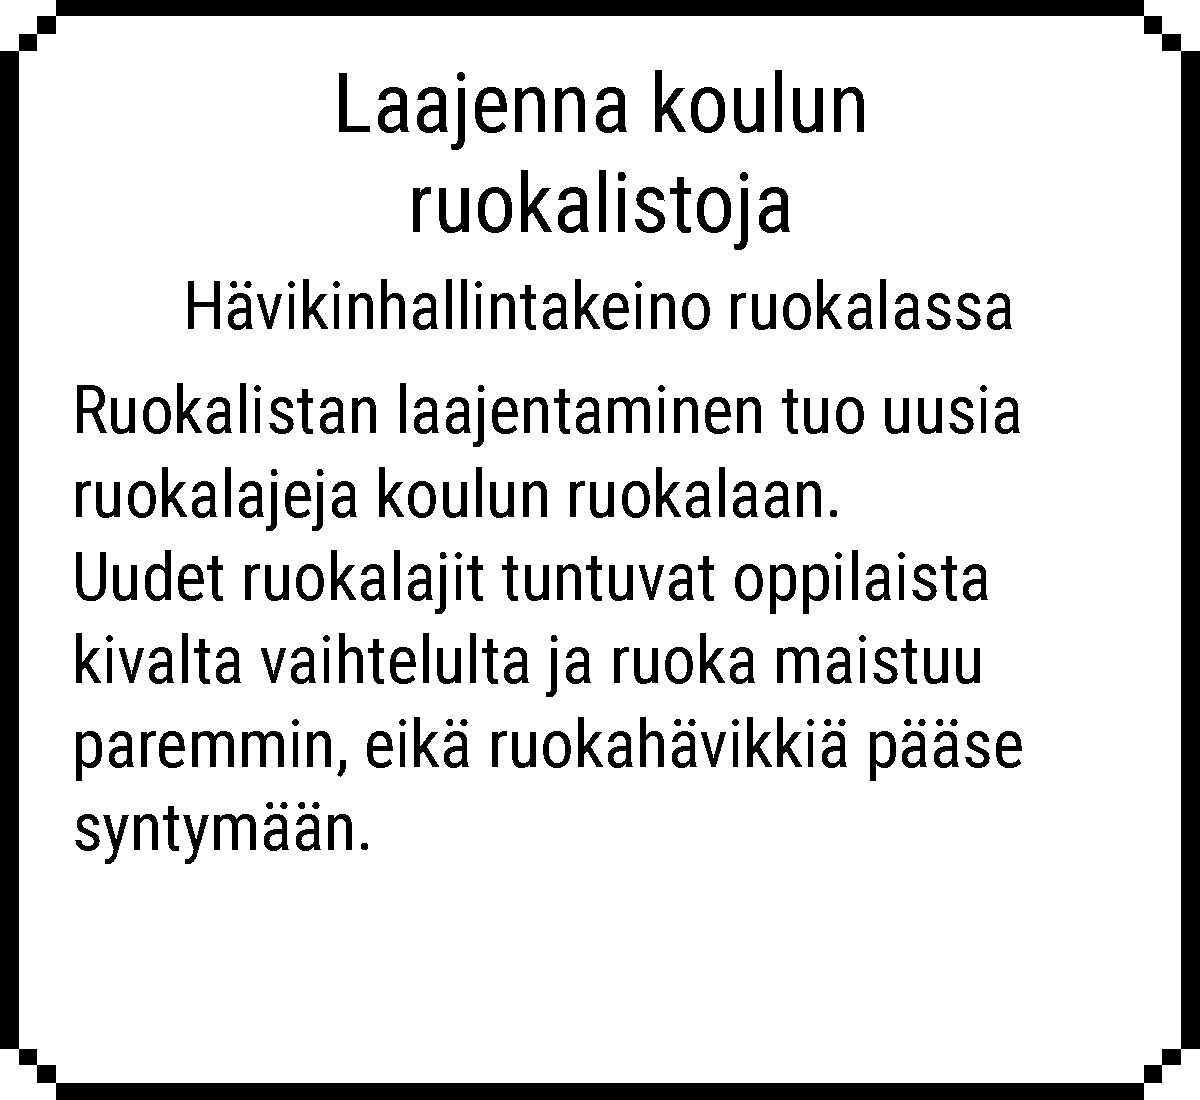 Laajenna koulun
ruokalistoja
Hävikinhallintakeino ruokalassa
Ruokalistan laajentaminen tuo uusia
ruokalajeja koulun ruokalaan.
Uudet ruokalajit tuntuvat oppilaista
kivalta vaihtelulta ja ruoka maistuu
paremmin, eikä ruokahävikkiä pääse
syntymään.